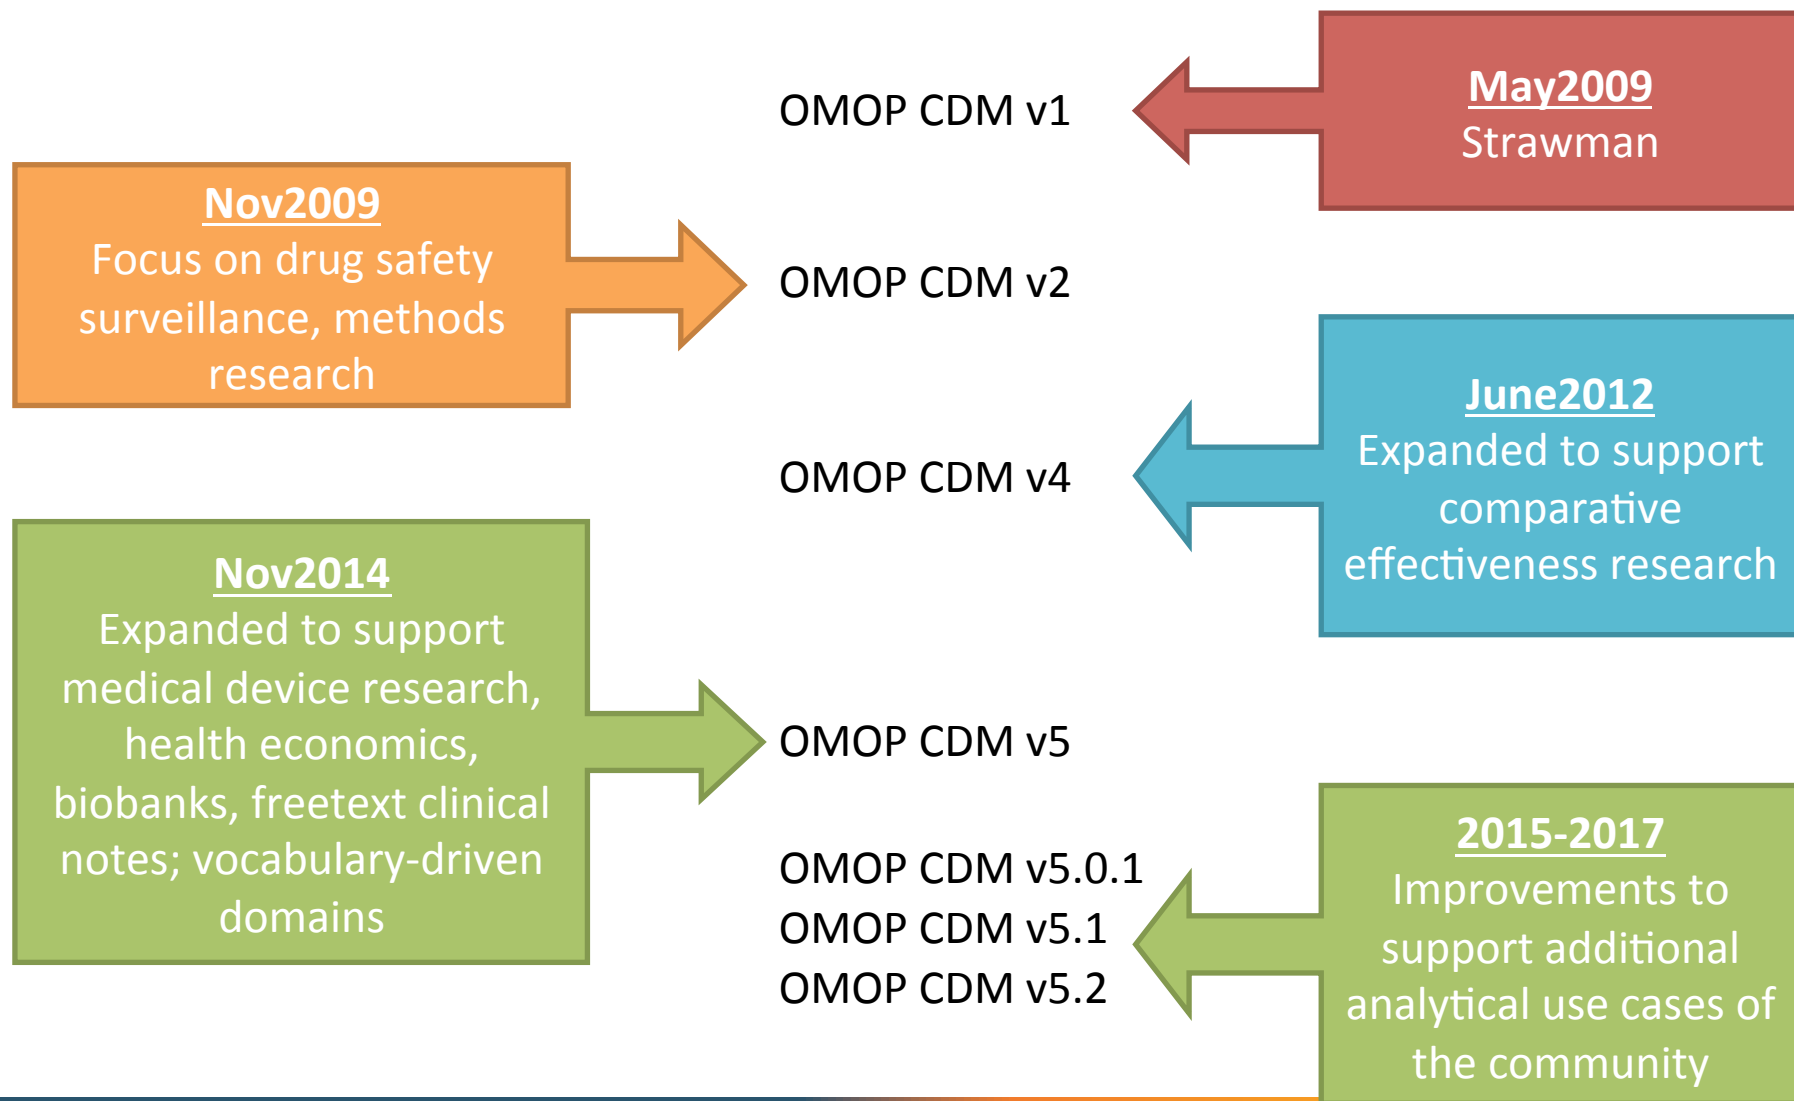 OMOP CDM v1
May2009
Strawman
Nov2009
Focus on drug safety
surveillance, methods
research
OMOP CDM v2
June2012
Expanded to support
comparative
effectiveness research
OMOP CDM v4
Nov2014
Expanded to support
medical device research,
health economics,
biobanks, freetext clinical
notes; vocabulary-driven
domains
OMOP CDM v5
OMOP CDM v5.0.1
OMOP CDM v5.1
OMOP CDM v5.2
2015-2017
Improvements to
support additional
analytical use cases of
the community